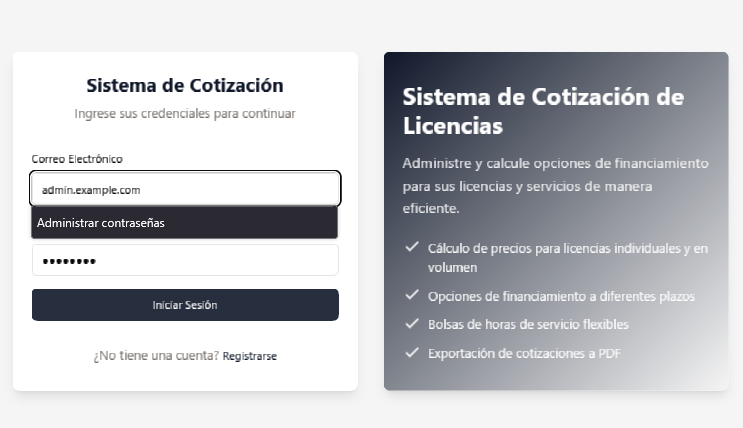 Sistema de Cotización
Ingrese sus credenciales para continuar
Correo Electrónico
admin.example.com
Administrar contraseñas
••••••••
Iniciar Sesión
¿No tiene una cuenta? Registrarse
Sistema de Cotización de
Licencias
Administre y calcule opciones de financiamiento
para sus licencias y servicios de manera
eficiente.
Cálculo de precios para licencias individuales y en
volumen
Opciones de financiamiento a diferentes plazos
Bolsas de horas de servicio flexibles
Exportación de cotizaciones a PDF